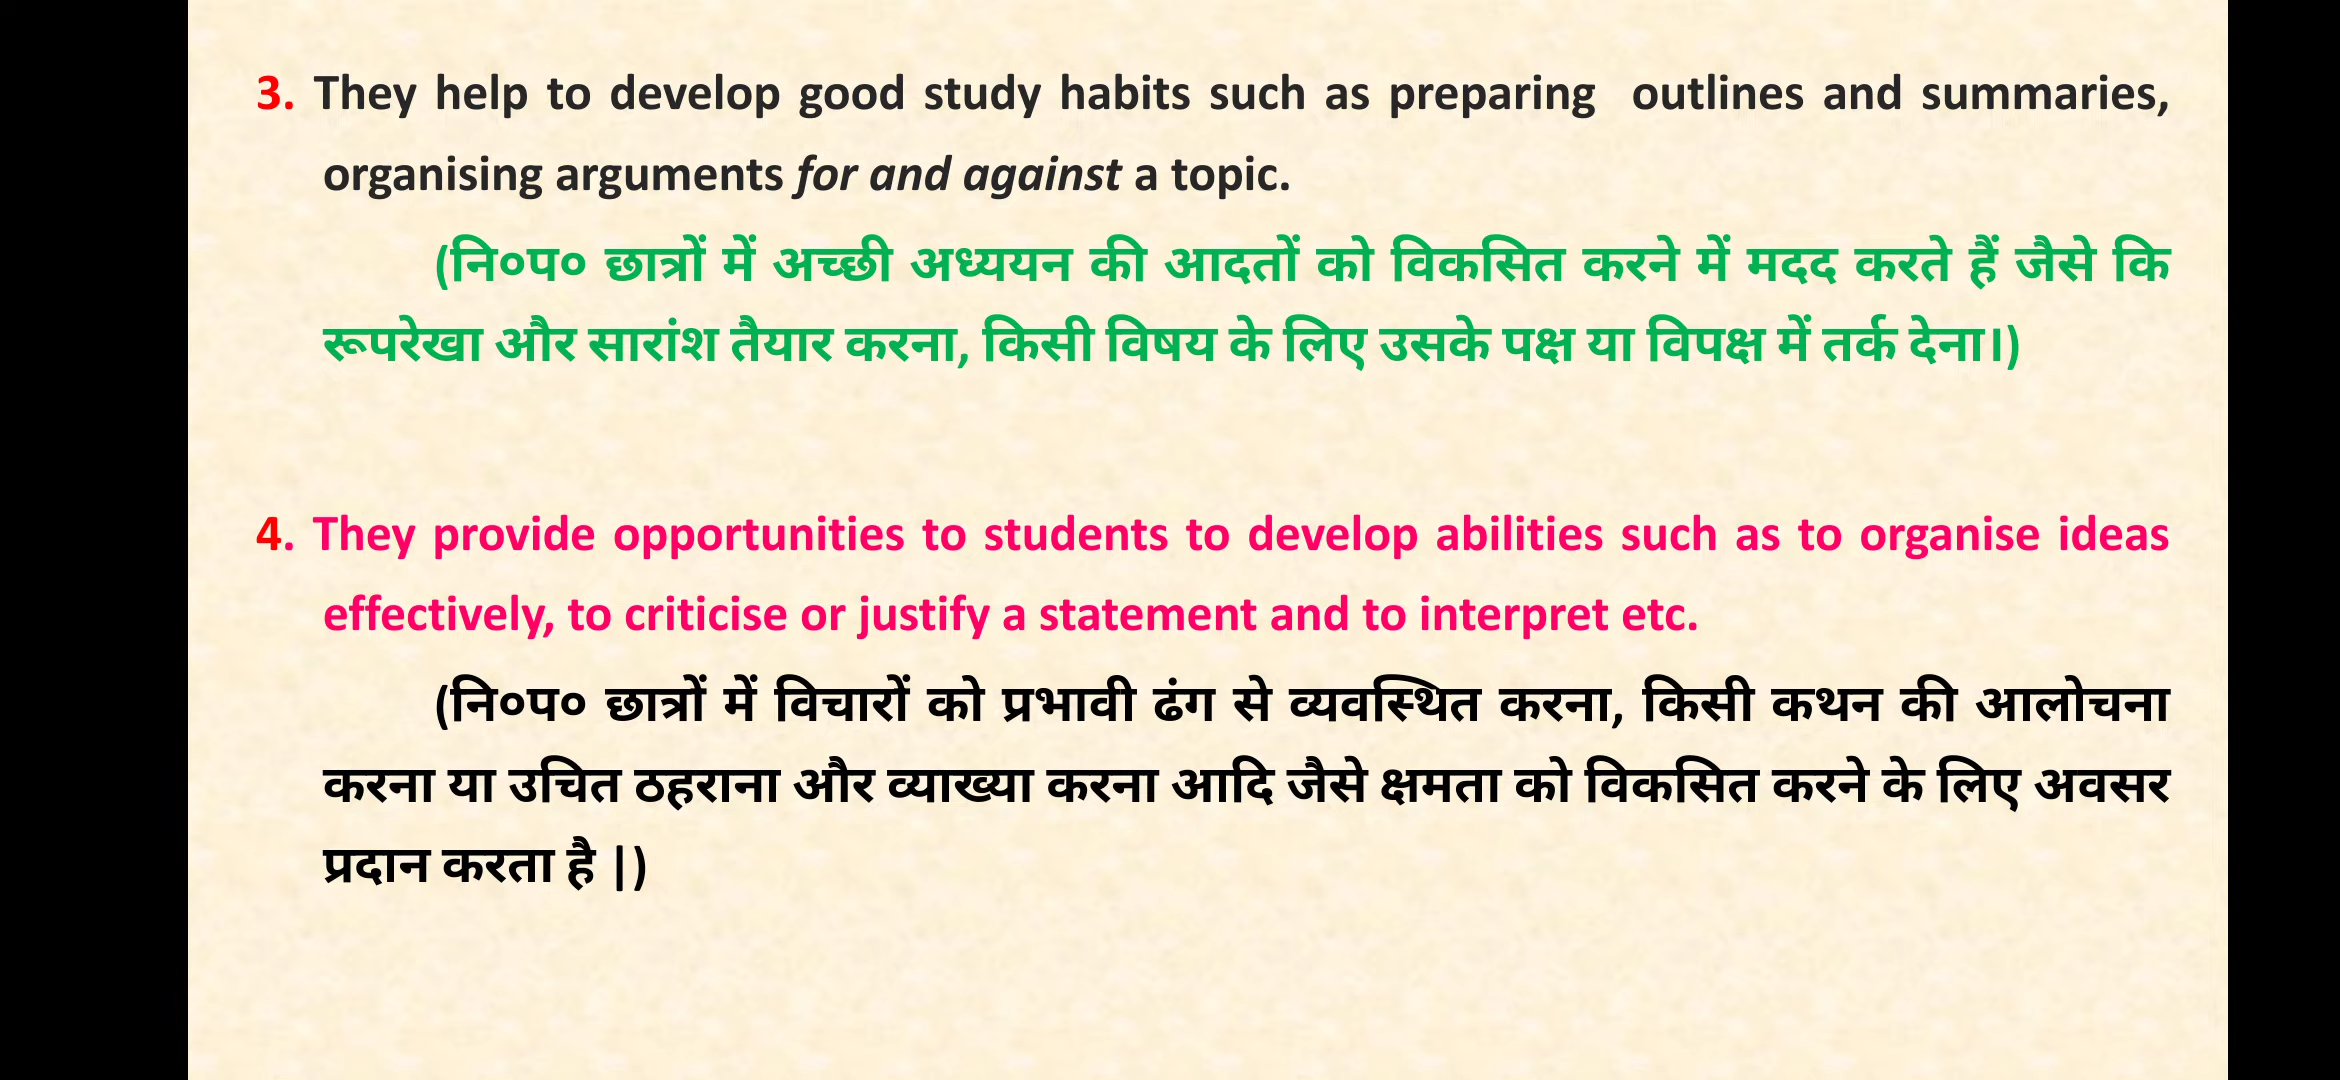 3. They help to develop good study habits such as preparing outlines and summaries,
organising arguments for and against a topic.
(नि०प० छात्रों में अच्छी अध्ययन की आदतों को विकसित करने में मदद करते हैं जैसे कि
रूपरेखा और सारांश तैयार करना, किसी विषय के लिए उसके पक्ष या विपक्ष में तर्क देना।)
4. They provide opportunities to students to develop abilities such as to organise ideas
effectively, to criticise or justify a statement and to interpret etc.
(नि०प० छात्रों में विचारों को प्रभावी ढंग से व्यवस्थित करना, किसी कथन की आलोचना
करना या उचित ठहराना और व्याख्या करना आदि जैसे क्षमता को विकसित करने के लिए अवसर
प्रदान करता है |)